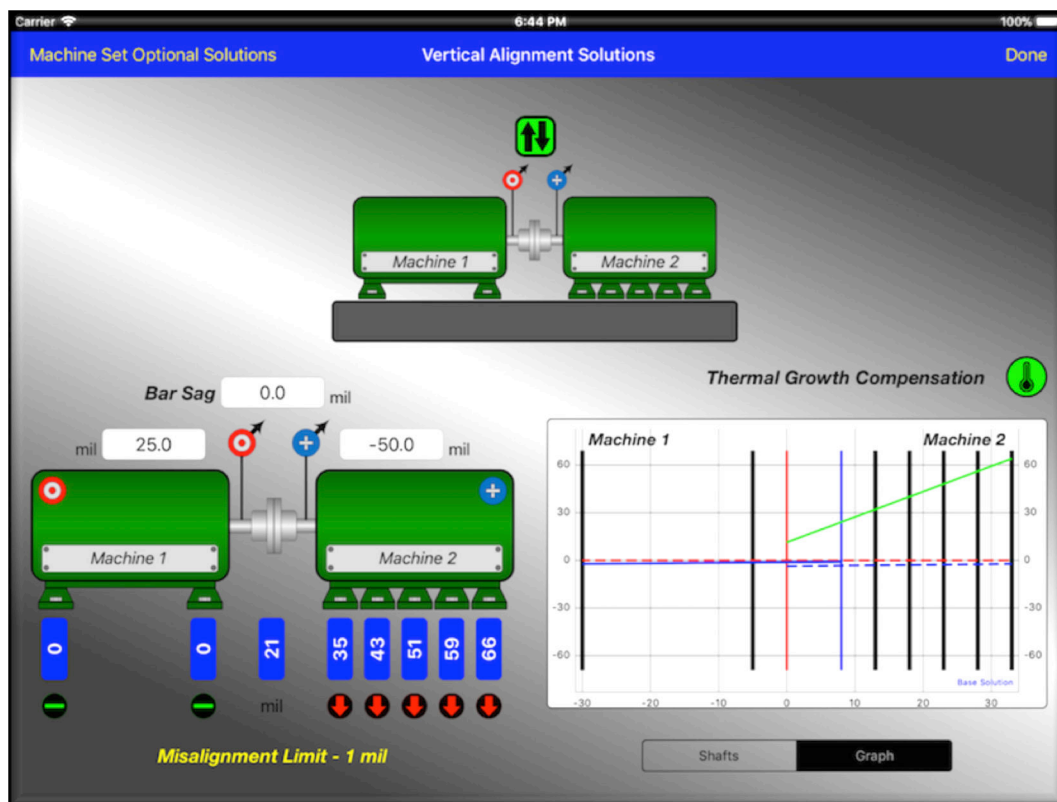 Carrier 6:44 PM 100%
Machine Set Optional Solutions Vertical Alignment Solutions Done
Machine 1 Machine 2
Thermal Growth Compensation
Bar Sag 0.0 mil
mil 25.0 -50.0 mil
Machine 1 Machine 2
0 0 21 35 43 51 59 66
mil
Misalignment Limit - 1 mil
Machine 1 Machine 2
60 60
30 30
0 0
-30 -30
-60 -60
Base Solution
-30 -20 -10 0 10 20 30
Shafts Graph